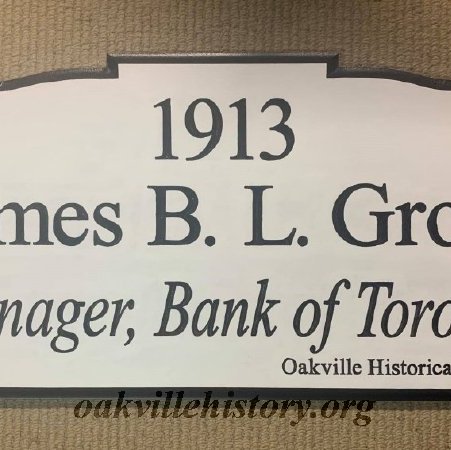 1913
mes B. L. Gro
nager, Bank of Toro
Oakville Historica
oakvillehistory.org